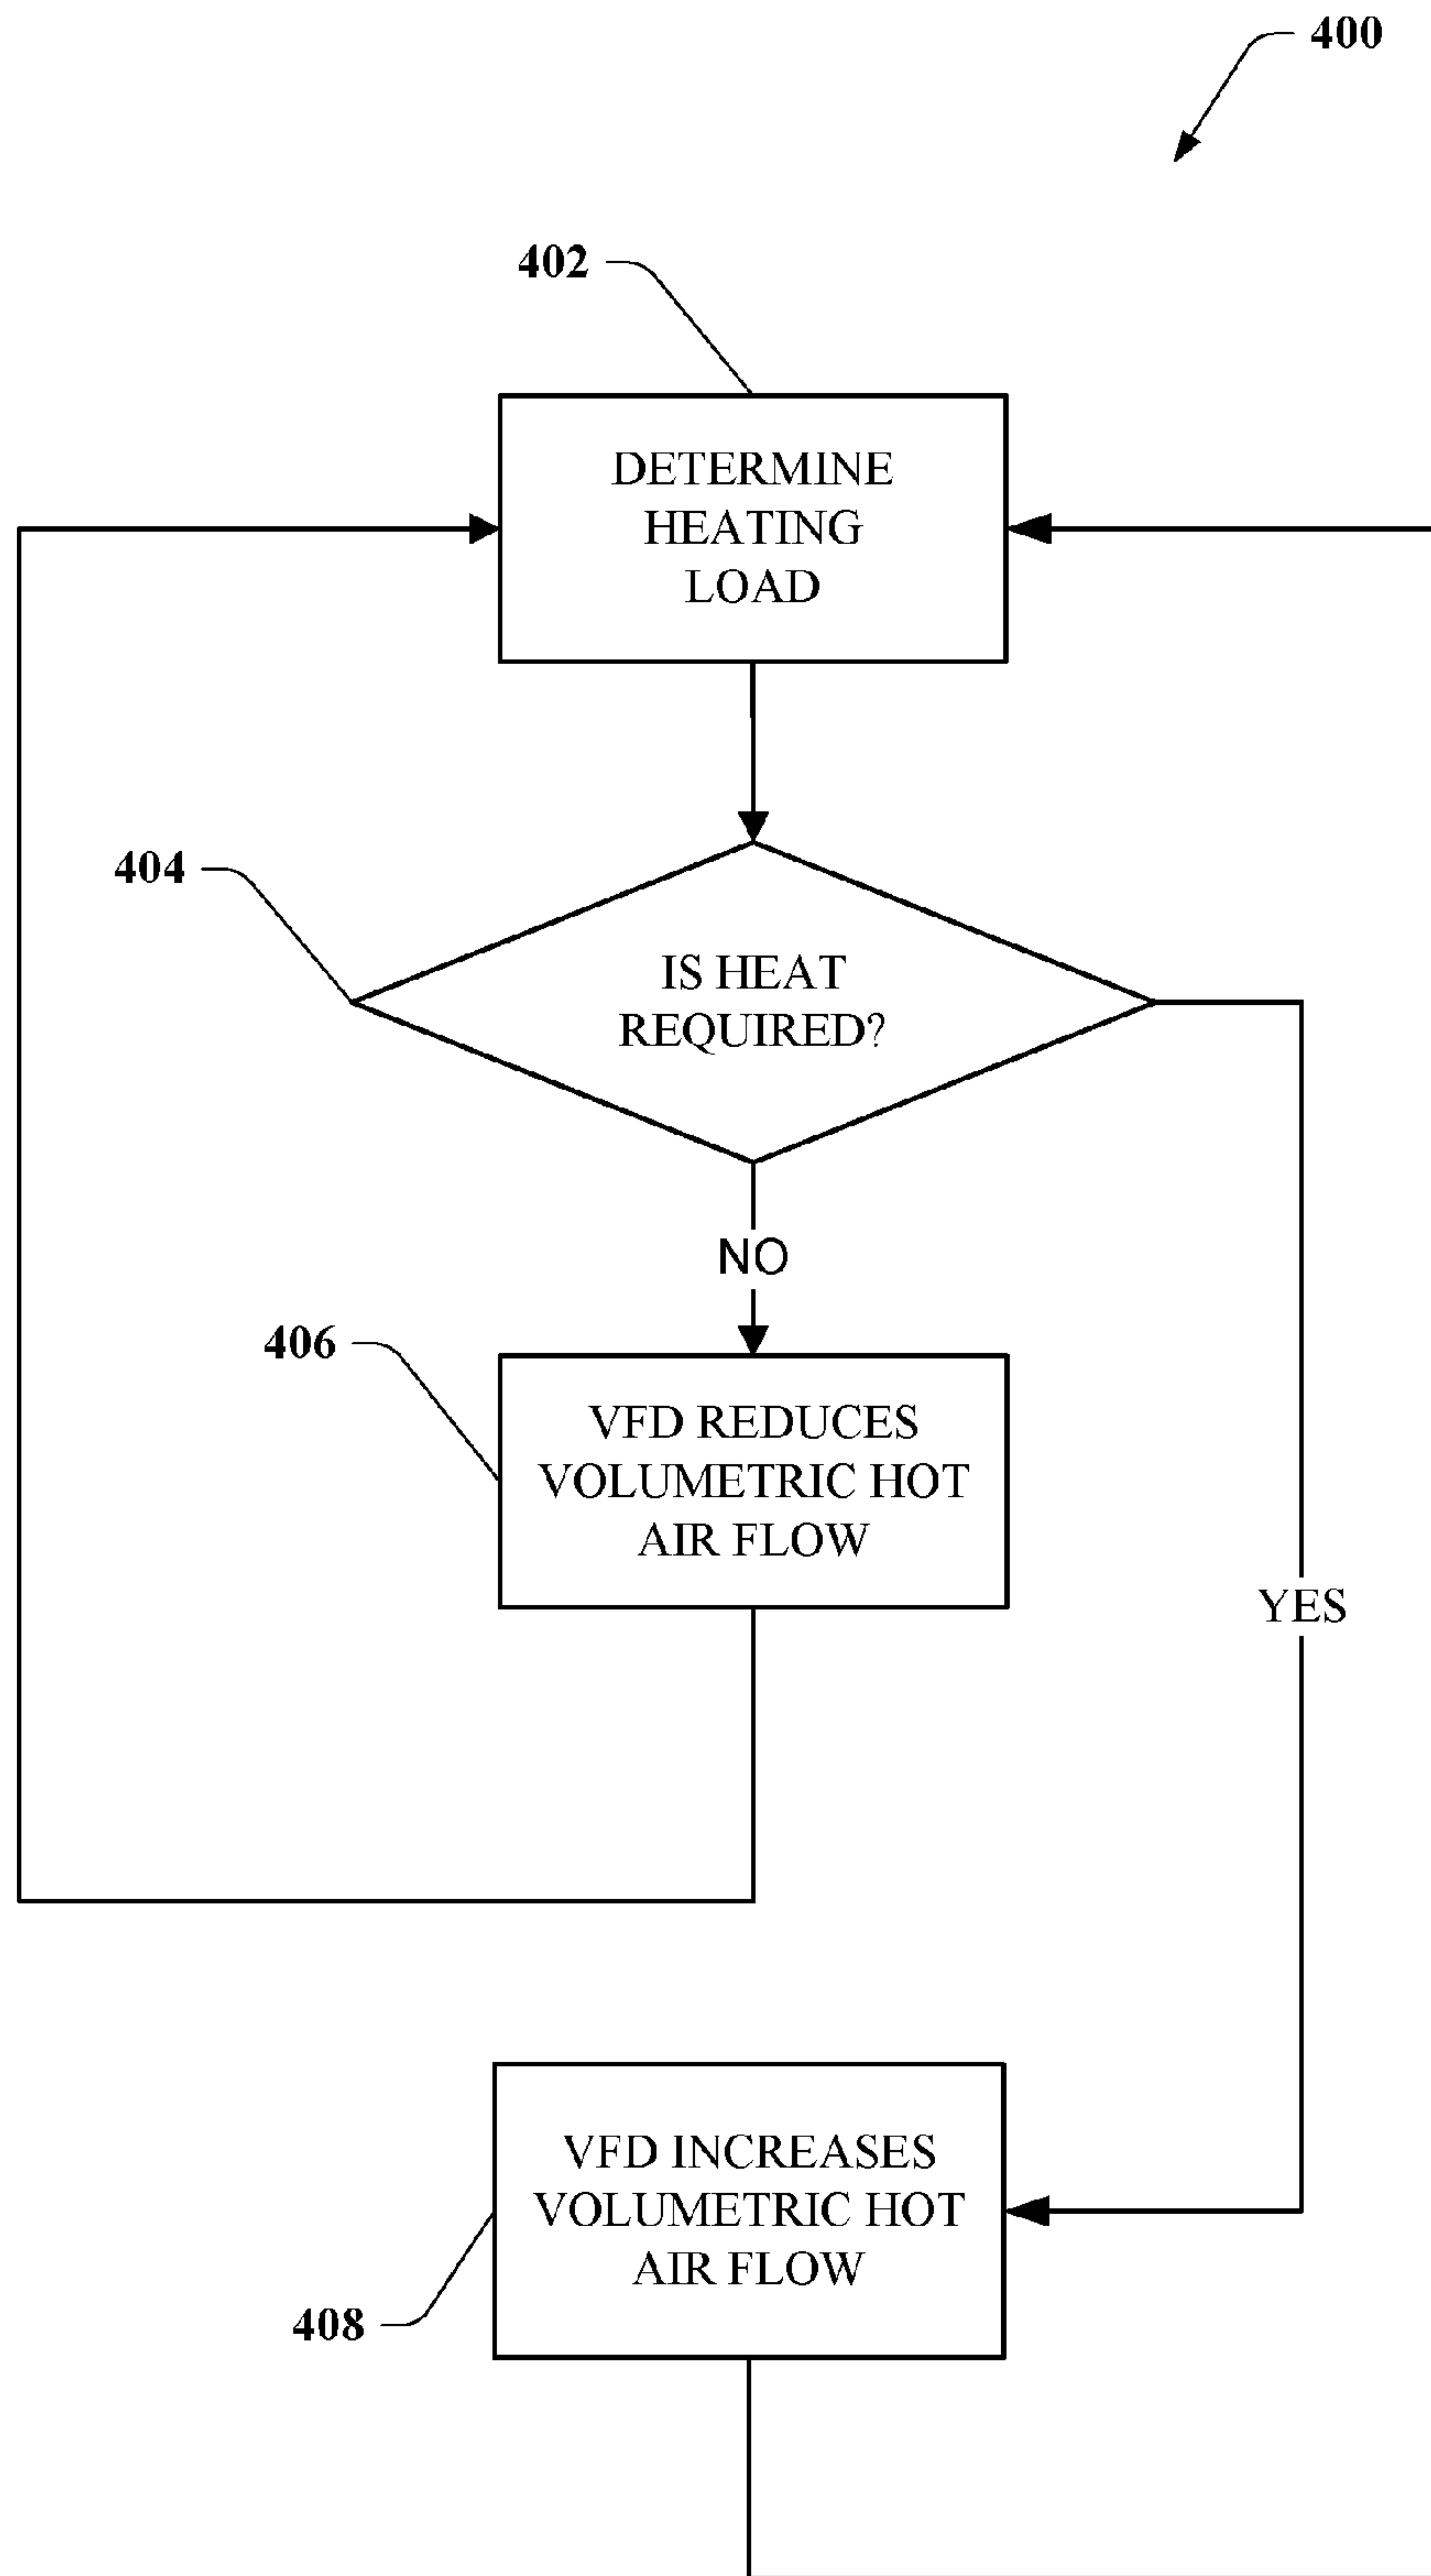 400
402
DETERMINE
HEATING
LOAD
404
IS HEAT
REQUIRED?
NO
406
VFD REDUCES
VOLUMETRIC HOT
AIR FLOW
YES
VFD INCREASES
VOLUMETRIC HOT
AIR FLOW
408